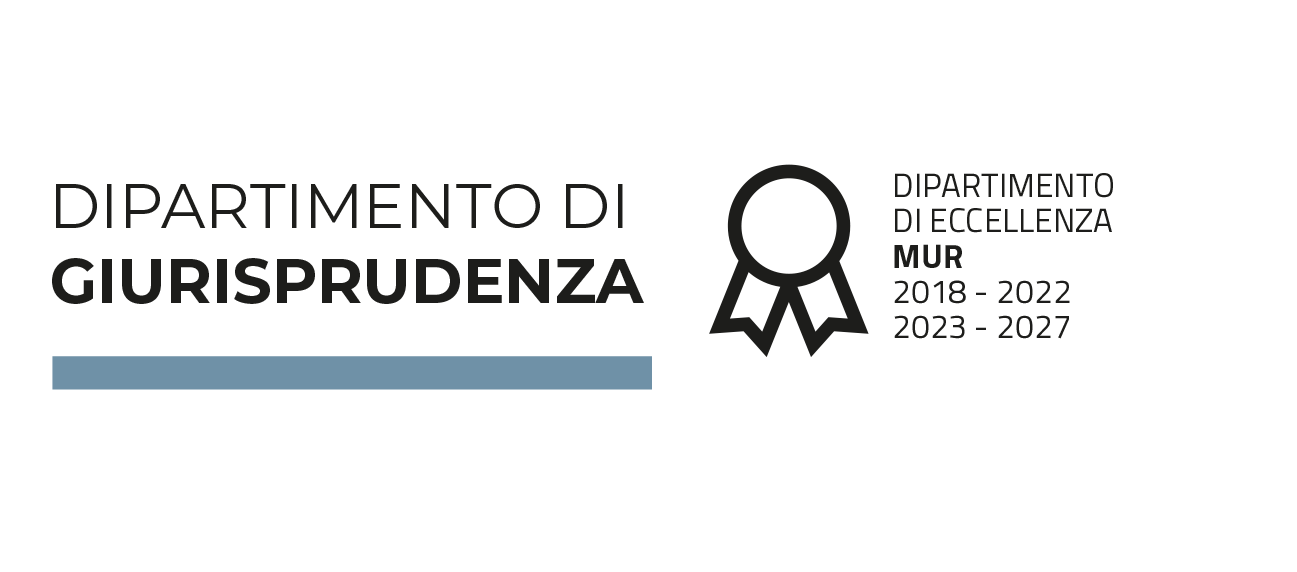 DIPARTIMENTO DI
GIURISPRUDENZA
DIPARTIMENTO
DI ECCELLENZA
MUR
2018 - 2022
2023 - 2027